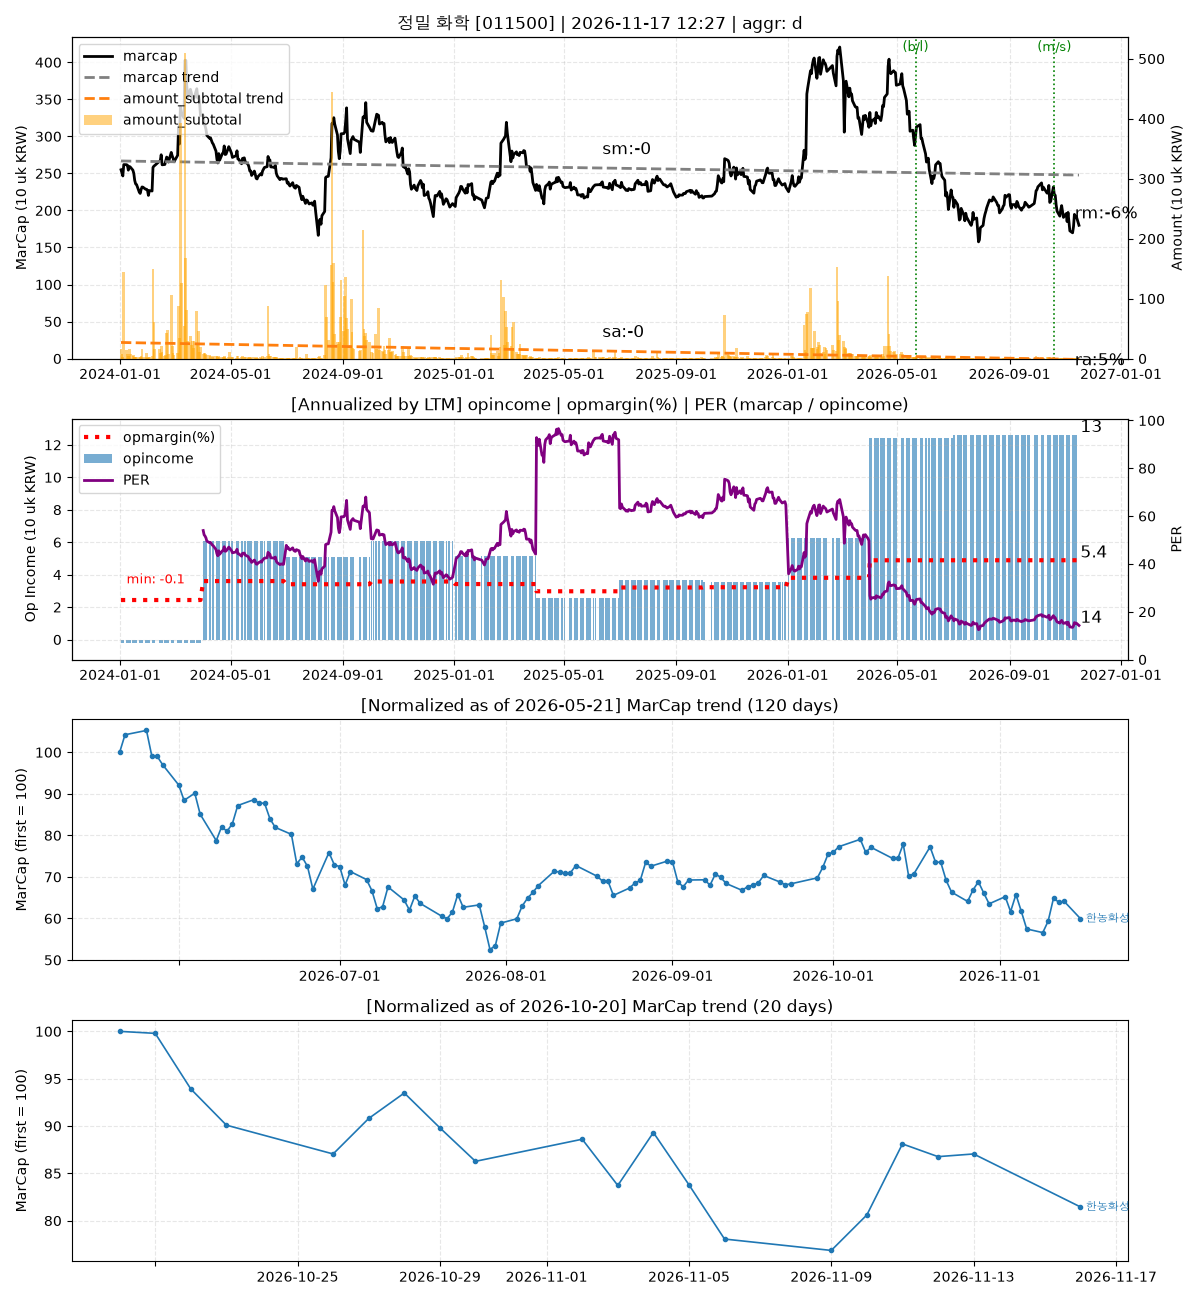 정밀 화학 [011500] | 2026-11-17 12:27 | aggr: d
marcap
marcap trend
amount_subtotal trend
amount_subtotal
(b/l)
(m/s)
sm:-0
rm:-6%
sa:-0
ra:5%
MarCap (10 uk KRW)
400
350
300
250
200
150
100
50
0
Amount (10 uk KRW)
500
400
300
200
100
0
2024-01-01
2024-05-01
2024-09-01
2025-01-01
2025-05-01
2025-09-01
2026-01-01
2026-05-01
2026-09-01
2027-01-01
[Annualized by LTM] opincome | opmargin(%) | PER (marcap / opincome)
opmargin(%)
opincome
PER
min: -0.1
13
5.4
14
Op Income (10 uk KRW)
12
10
8
6
4
2
0
PER
100
80
60
40
20
0
2024-01-01
2024-05-01
2024-09-01
2025-01-01
2025-05-01
2025-09-01
2026-01-01
2026-05-01
2026-09-01
2027-01-01
[Normalized as of 2026-05-21] MarCap trend (120 days)
MarCap (first = 100)
100
90
80
70
60
50
한농화성
2026-07-01
2026-08-01
2026-09-01
2026-10-01
2026-11-01
[Normalized as of 2026-10-20] MarCap trend (20 days)
MarCap (first = 100)
100
95
90
85
80
한농화성
2026-10-25
2026-10-29
2026-11-01
2026-11-05
2026-11-09
2026-11-13
2026-11-17